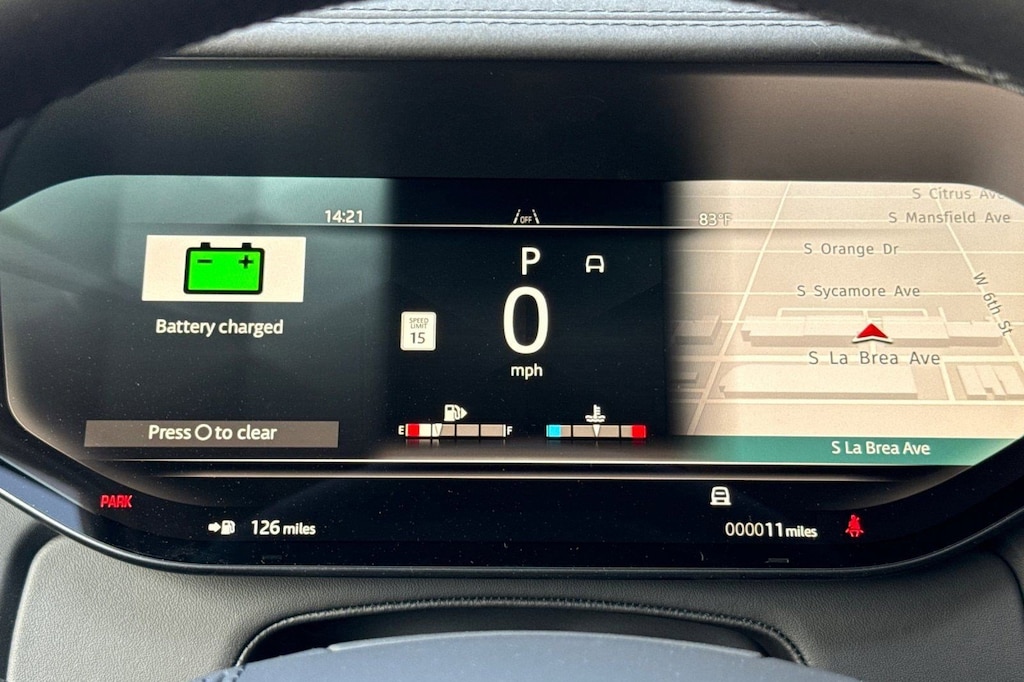 14:21
OFF
83°F
S Citrus Ave
S Mansfield Ave
S Orange Dr
S Sycamore Ave
W 6th St
S La Brea Ave
- +
Battery charged
P
SPEED
LIMIT
15
0
mph
Press O to clear
E F
S La Brea Ave
PARK
126 miles
000011 miles